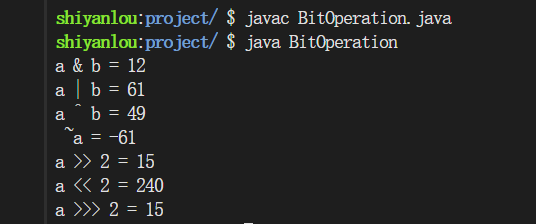 shiyanlou:project/ $ javac BitOperation.java
shiyanlou:project/ $ java BitOperation
a & b = 12
a | b = 61
a ^ b = 49
~a = -61
a >> 2 = 15
a << 2 = 240
a >>> 2 = 15